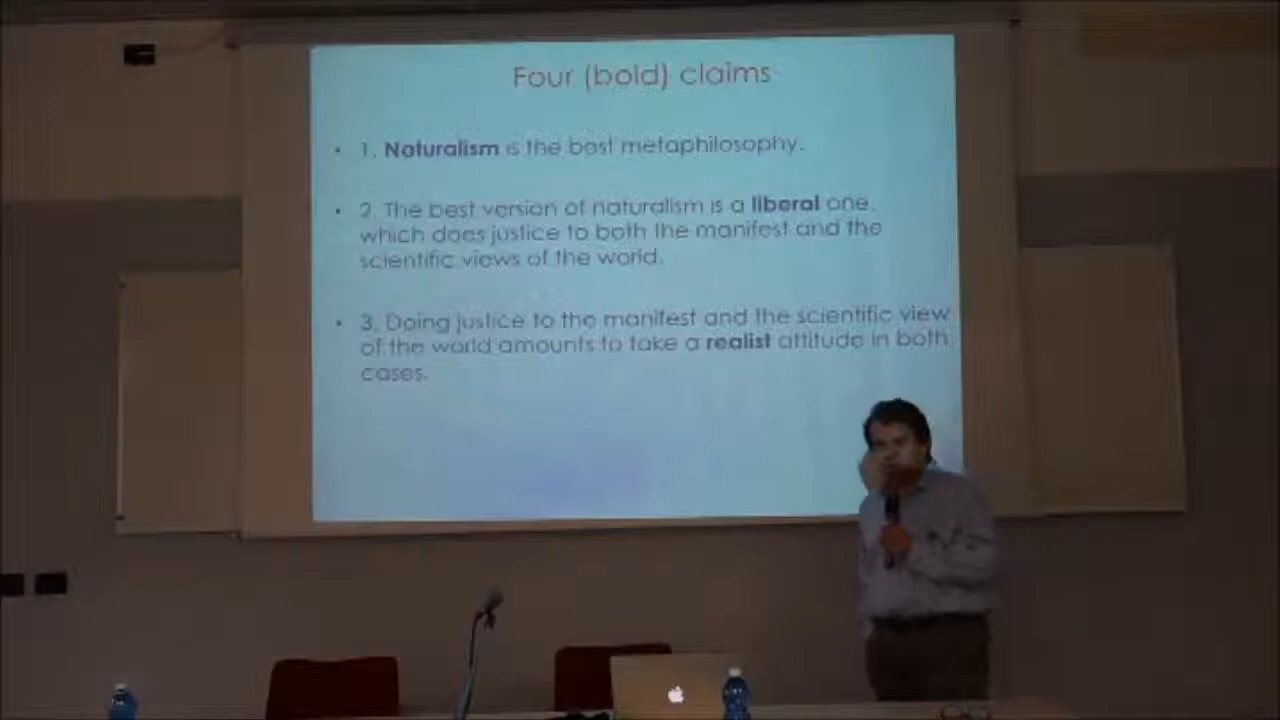 Four (bold) claims
• 1. Naturalism is the best metaphilosophy.
• 2. The best version of naturalism is a liberal one,
which does justice to both the manifest and the
scientific views of the world.
• 3. Doing justice to the manifest and the scientific view
of the world amounts to take a realist attitude in both
cases.